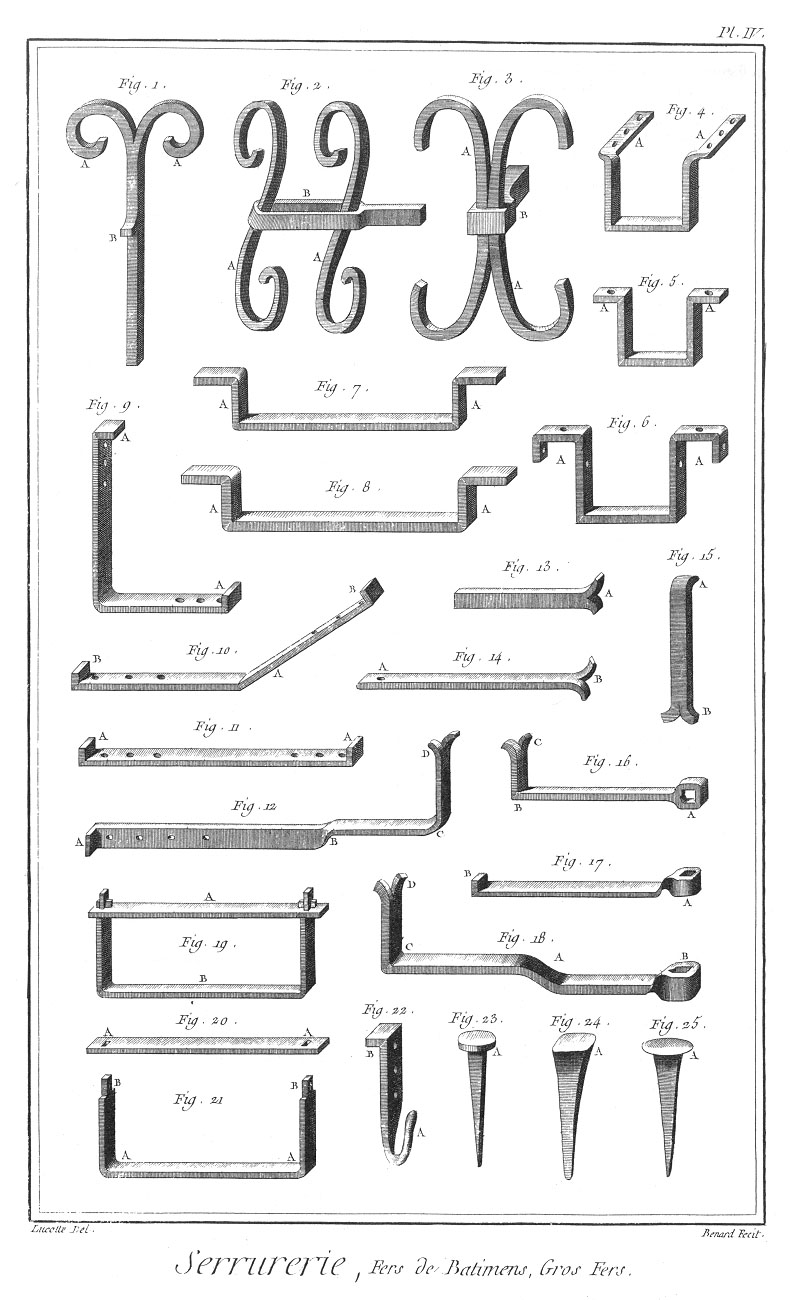 Pl. IV.
Fig. 1.
Fig. 2.
Fig. 3.
Fig. 4.
A
A
B
B
A
A
A
B
A
A
A
Fig. 5.
A
A
Fig. 7.
A
A
Fig. 9.
A
A
Fig. 6.
A
A
Fig. 8.
A
A
Fig. 13.
A
Fig. 15.
A
B
Fig. 10.
B
B
A
Fig. 14.
A
B
Fig. 11
A
A
Fig. 12
A
B
C
D
Fig. 16.
C
B
A
Fig. 17.
B
A
Fig. 19.
A
B
Fig. 18.
D
C
A
B
Fig. 20.
A
A
Fig. 21
B
B
A
A
Fig. 22.
B
A
Fig. 23.
A
Fig. 24.
A
Fig. 25.
A
Lucotte Del.
Benard Fecit.
Serrurerie, Fers de Batimens, Gros Fers.